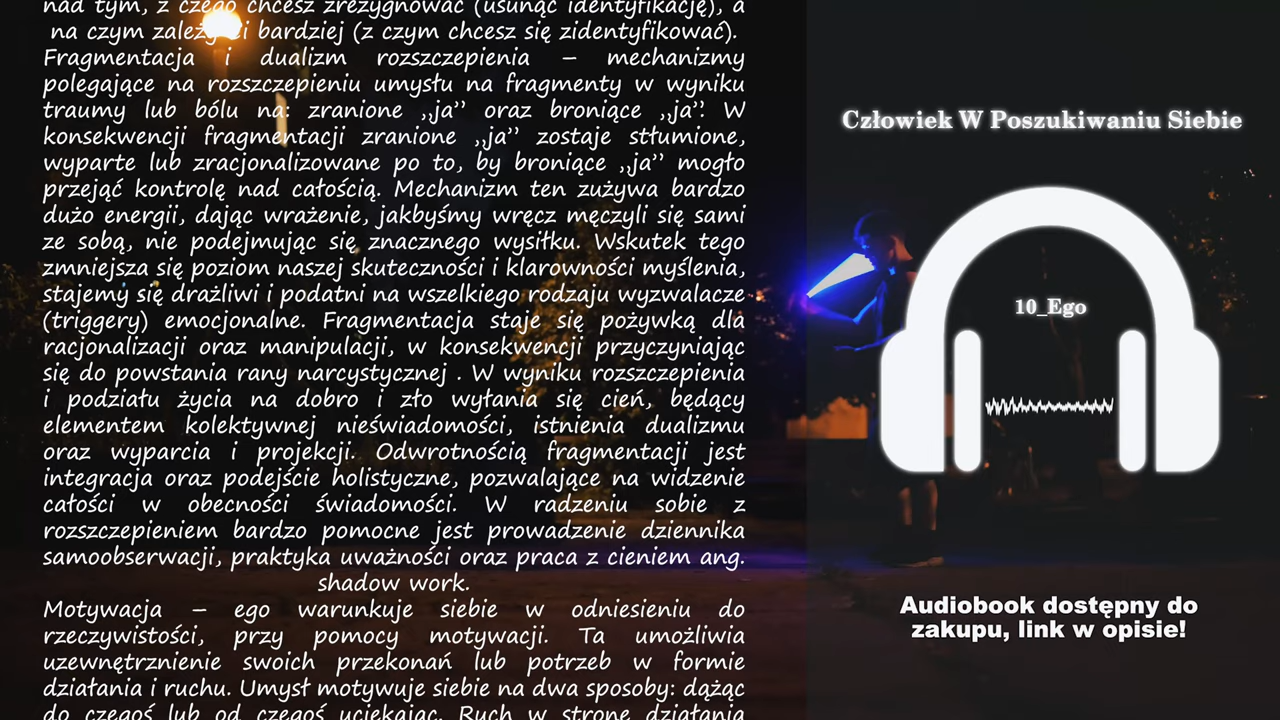 nad tym, z czego chcesz zrezygnować (usunąć identyfikację), a
na czym zależy ci bardziej (z czym chcesz się zidentyfikować).
Fragmentacja i dualizm rozszczepienia – mechanizmy
polegające na rozszczepieniu umysłu na fragmenty w wyniku
traumy lub bólu na: zranione „ja” oraz broniące „ja”. W
konsekwencji fragmentacji zranione „ja” zostaje stłumione,
wyparte lub zracjonalizowane po to, by broniące „ja” mogło
przejąć kontrolę nad całością. Mechanizm ten zużywa bardzo
dużo energii, dając wrażenie, jakbyśmy wręcz męczyli się sami
ze sobą, nie podejmując się znacznego wysiłku. Wskutek tego
zmniejsza się poziom naszej skuteczności i klarowności myślenia,
stajemy się drażliwi i podatni na wszelkiego rodzaju wyzwalacze
(triggery) emocjonalne. Fragmentacja staje się pożywką dla
racjonalizacji oraz manipulacji, w konsekwencji przyczyniając
się do powstania rany narcystycznej . W wyniku rozszczepienia
i podziału życia na dobro i zło wyłania się cień, będący
elementem kolektywnej nieświadomości, istnienia dualizmu
oraz wyparcia i projekcji. Odwrotnością fragmentacji jest
integracja oraz podejście holistyczne, pozwalające na widzenie
całości w obecności świadomości. W radzeniu sobie z
rozszczepieniem bardzo pomocne jest prowadzenie dziennika
samoobserwacji, praktyka uważności oraz praca z cieniem ang.
shadow work.
Motywacja – ego warunkuje siebie w odniesieniu do
rzeczywistości, przy pomocy motywacji. Ta umożliwia
uzewnętrznienie swoich przekonań lub potrzeb w formie
działania i ruchu. Umysł motywuje siebie na dwa sposoby: dążąc
do czegoś lub od czegoś uciekając. Ruch w stronę działania
Człowiek W Poszukiwaniu Siebie
10_Ego
Audiobook dostępny do
zakupu, link w opisie!